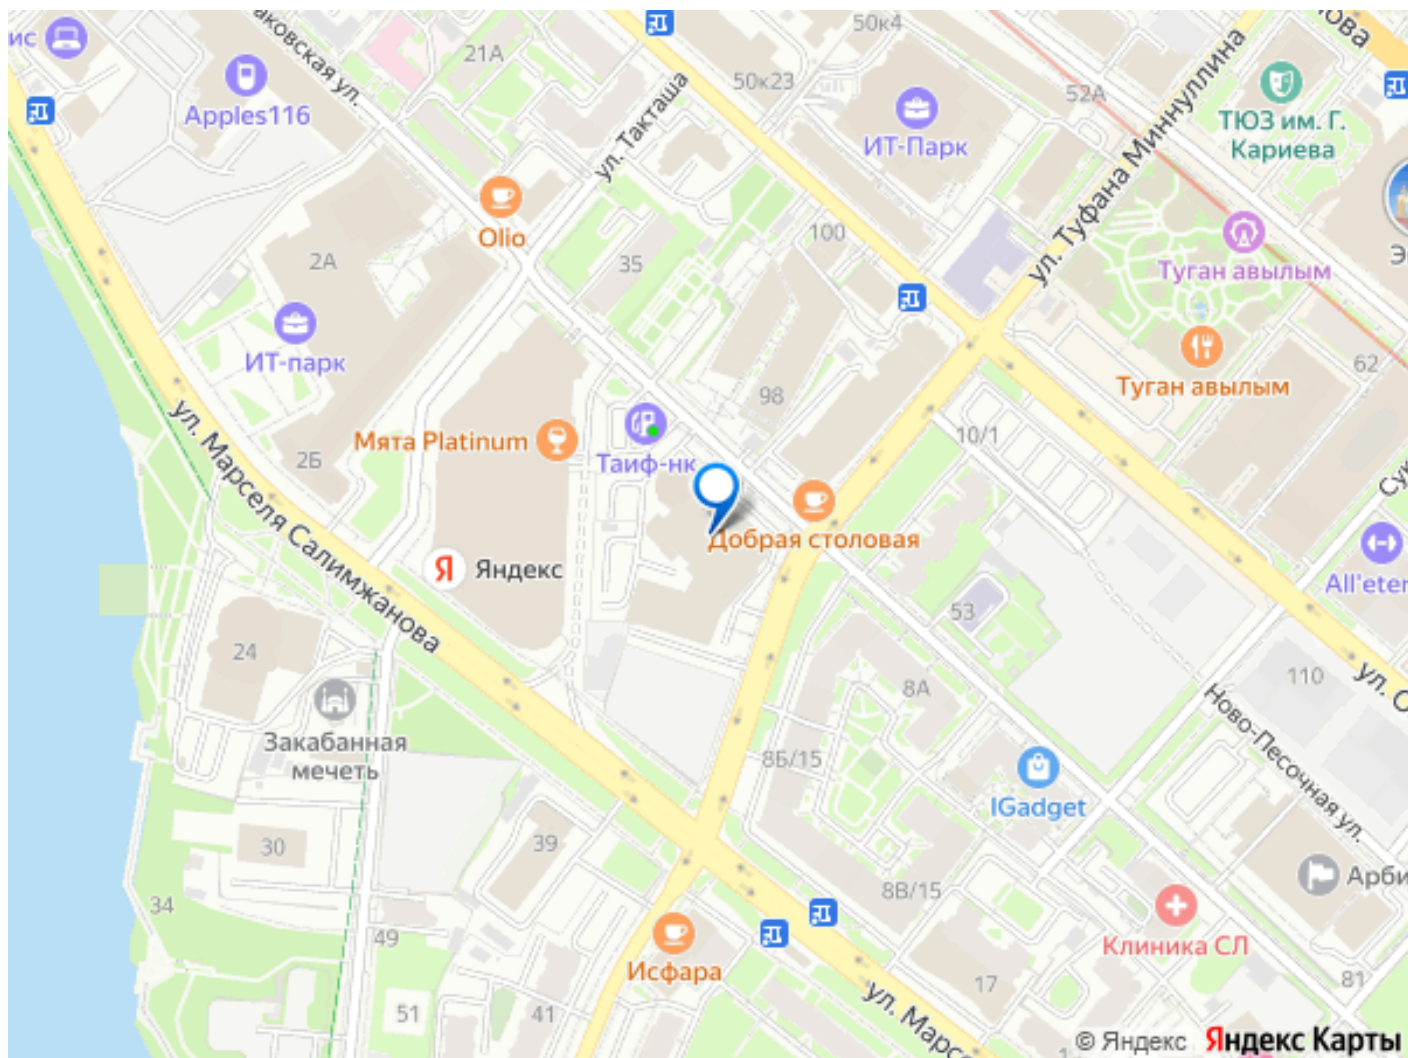 ис
Apples116
аковская ул.
21А
50к4
50к23
52А
ова
ИТ-Парк
ТЮЗ им. Г.
Кариева
ул. Такташа
ул. Туфана Миннуллина
Olio
100
35
2А
Туган авылым
Э
ИТ-парк
62
Туган авылым
98
10/1
Мята Platinum
Таиф-нк
2Б
ул. Марселя Салимжанова
Добрая столовая
Сук
Я Яндекс
All'eter
53
24
110
8А
ул. О
Ново-Песочная ул.
Закабанная
мечеть
8Б/15
IGadget
39
30
Арби
8В/15
34
49
Клиника СЛ
Исфара
17
81
51
41
ул. Марс
© Яндекс Яндекс Карты